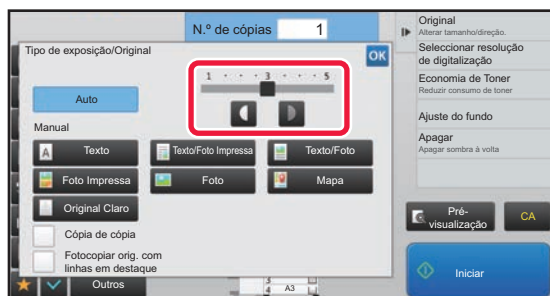 N.º de cópias 1
Tipo de exposição/Original
OK
1 3 5
Auto
Manual
A Texto
Texto/Foto Impressa
Texto/Foto
Foto Impressa
Foto
Mapa
Original Claro
Cópia de cópia
Fotocopiar orig. com
linhas em destaque
Outros
4 A3
Original
Alterar tamanho/direção.
Seleccionar resolução
de digitalização
Economia de Toner
Reduzir consumo de toner
Ajuste do fundo
Apagar
Apagar sombra à volta
Pré-
visualização
CA
Iniciar